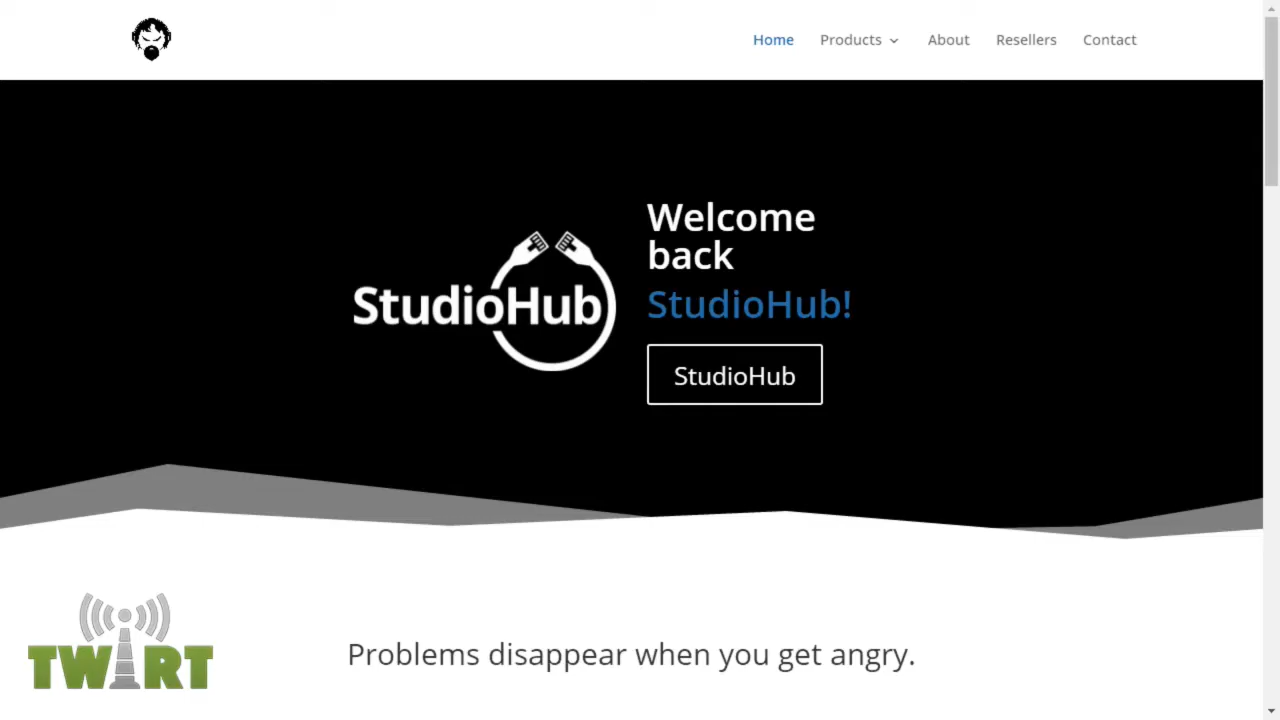 Home Products About Resellers Contact
Welcome
back
StudioHub!
StudioHub
StudioHub
Problems disappear when you get angry.
TWiRT